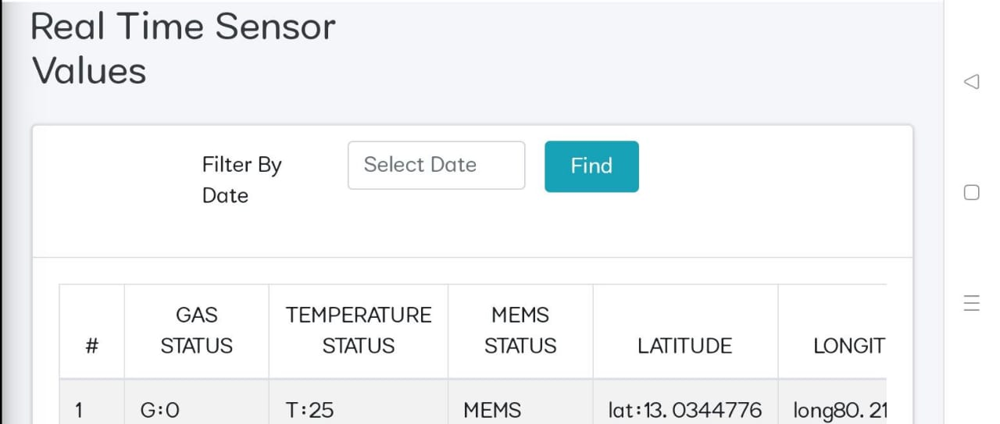 Real Time Sensor
Values
Filter By
Date
Select Date
Find
#
GAS
STATUS
TEMPERATURE
STATUS
MEMS
STATUS
LATITUDE
LONGIT
1
G:0
T:25
MEMS
lat:13. 0344776
long80. 21